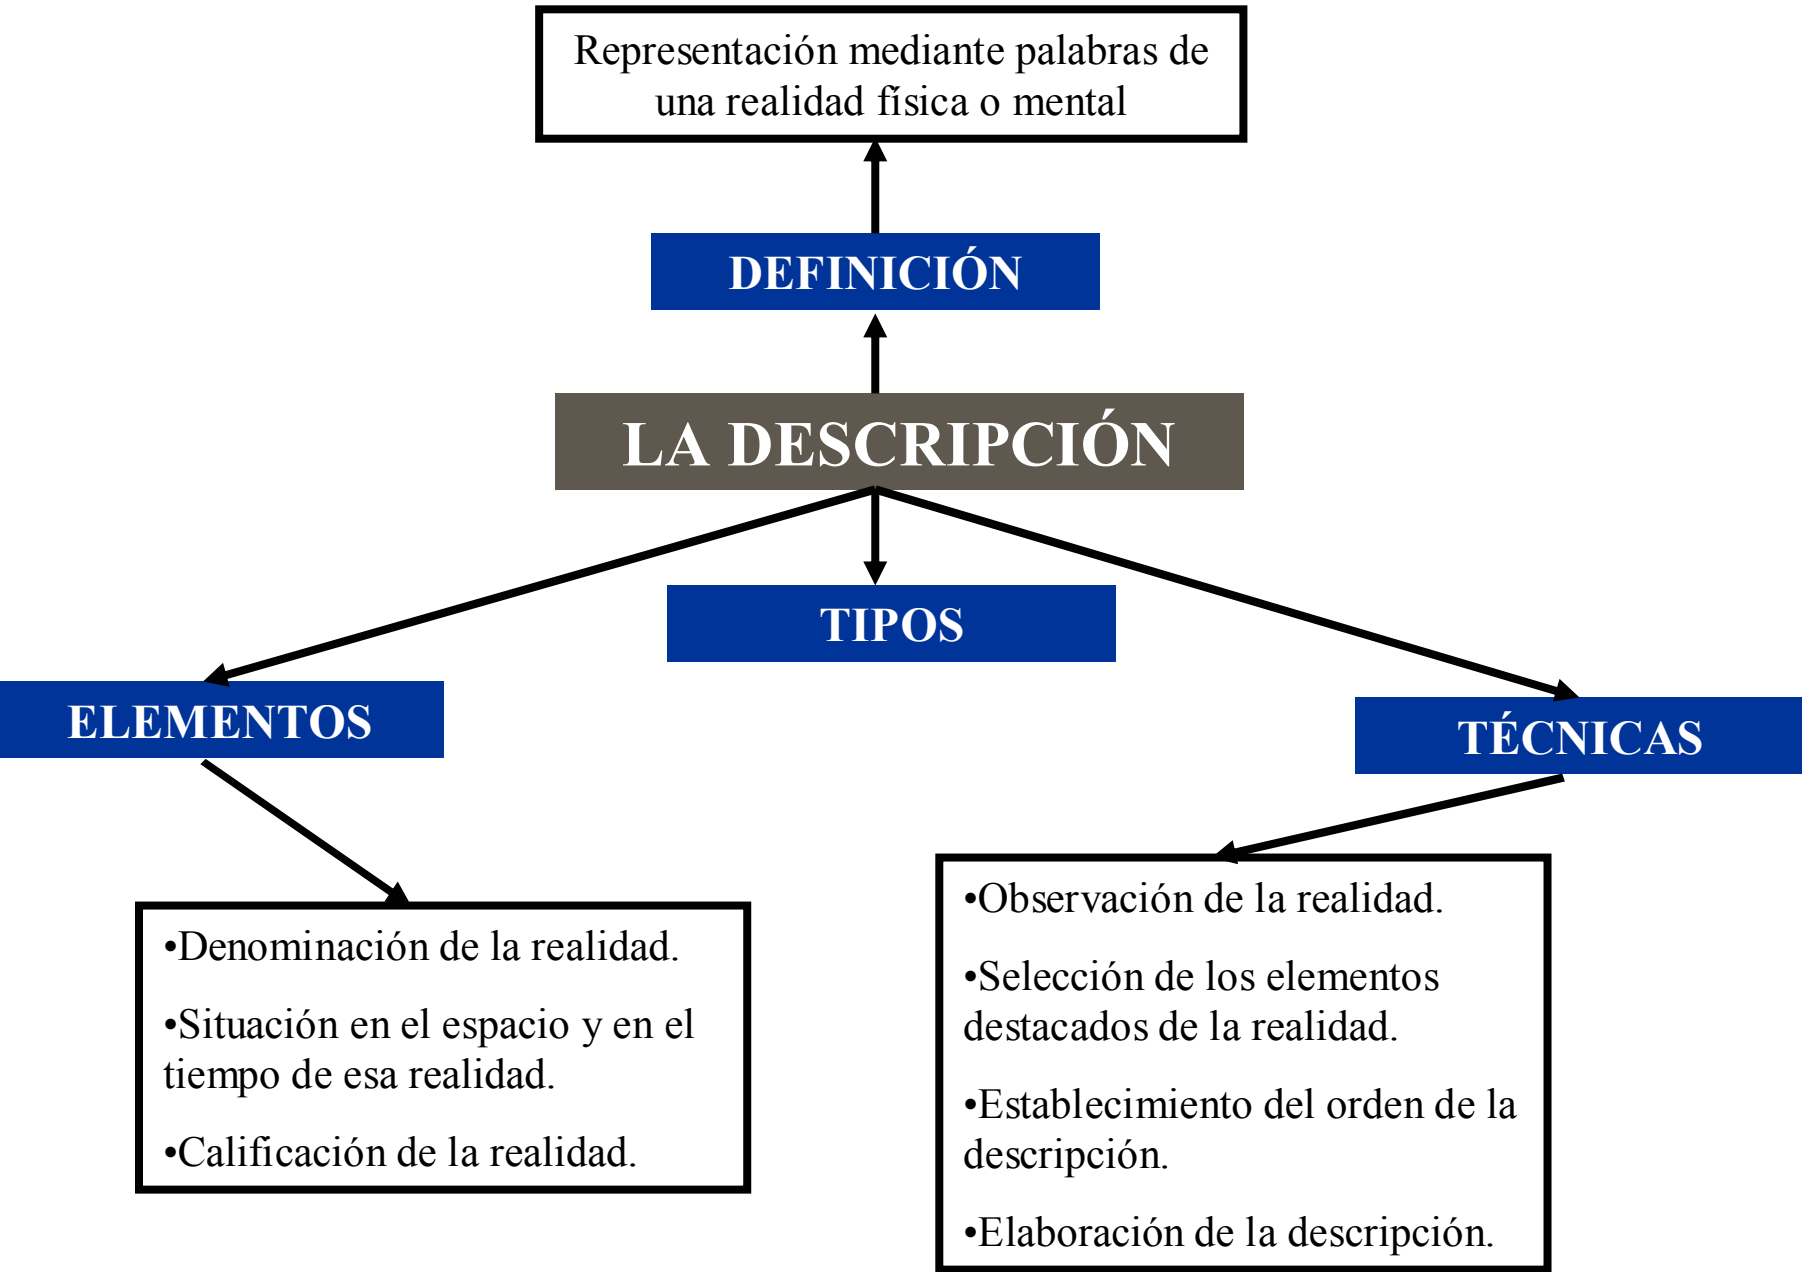 Representación mediante palabras de
una realidad física o mental
DEFINICIÓN
LA DESCRIPCIÓN
TIPOS
ELEMENTOS
TÉCNICAS
•Denominación de la realidad.
•Situación en el espacio y en el
tiempo de esa realidad.
•Calificación de la realidad.
•Observación de la realidad.
•Selección de los elementos
destacados de la realidad.
•Establecimiento del orden de la
descripción.
•Elaboración de la descripción.